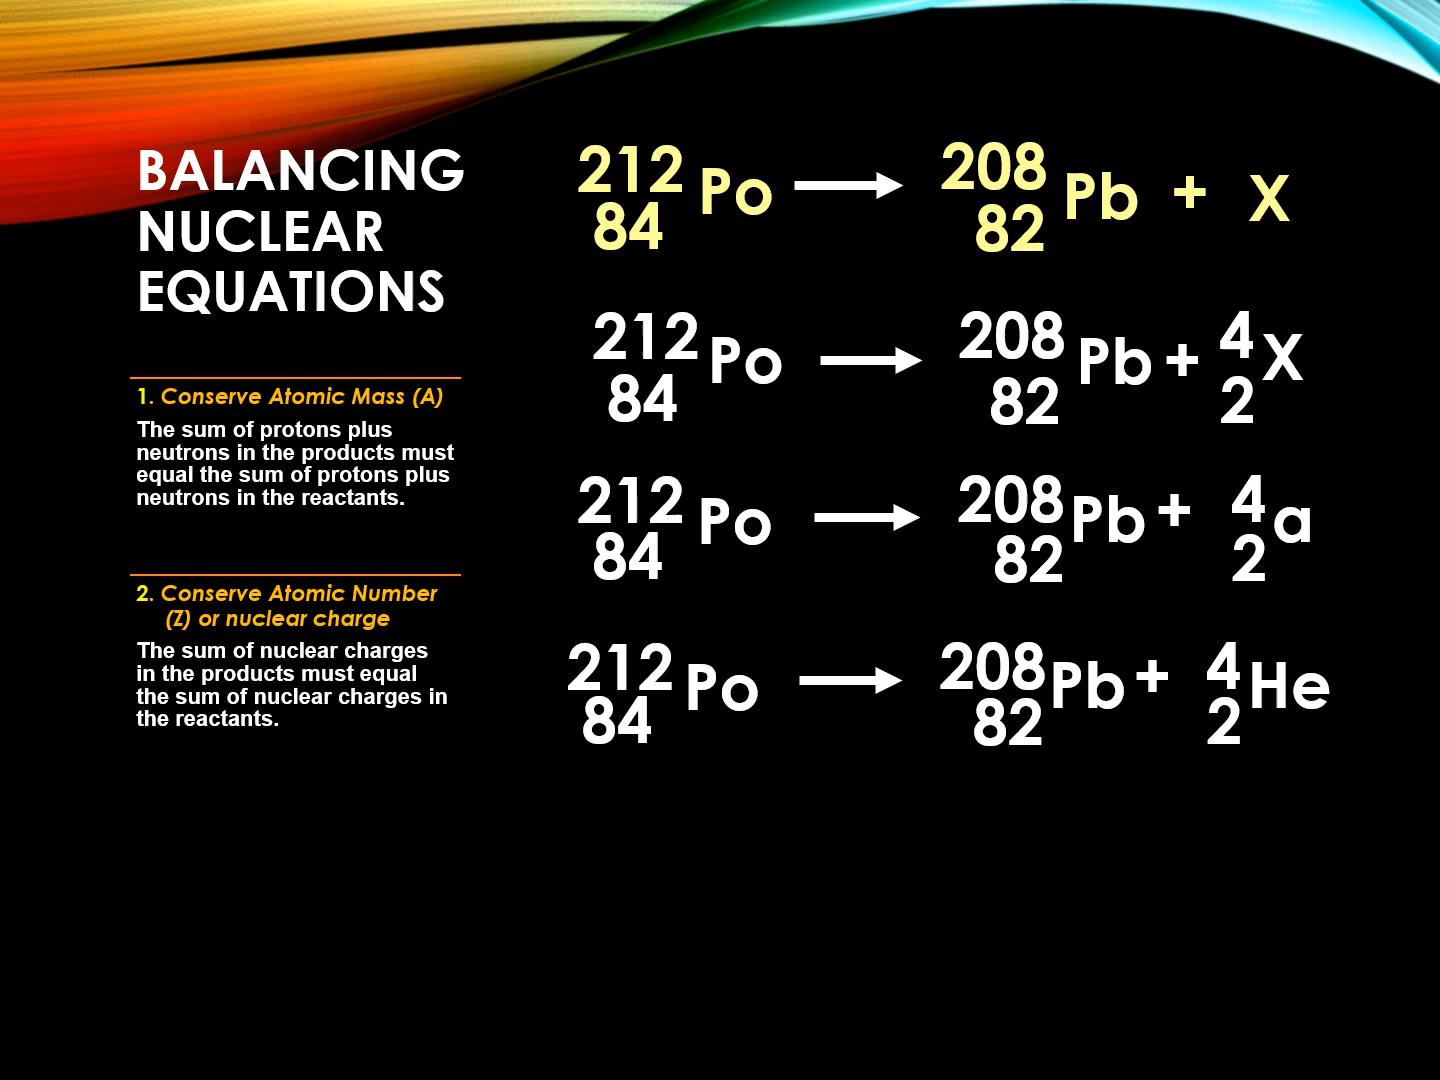 BALANCING
NUCLEAR
EQUATIONS
1. Conserve Atomic Mass (A)
The sum of protons plus
neutrons in the products must
equal the sum of protons plus
neutrons in the reactants.
2. Conserve Atomic Number
(Z) or nuclear charge
The sum of nuclear charges
in the products must equal
the sum of nuclear charges in
the reactants.
212 84 Po → 208 82 Pb + X
212 84 Po → 208 82 Pb + 4 2 X
212 84 Po → 208 82 Pb + 4 2 a
212 84 Po → 208 82 Pb + 4 2 He